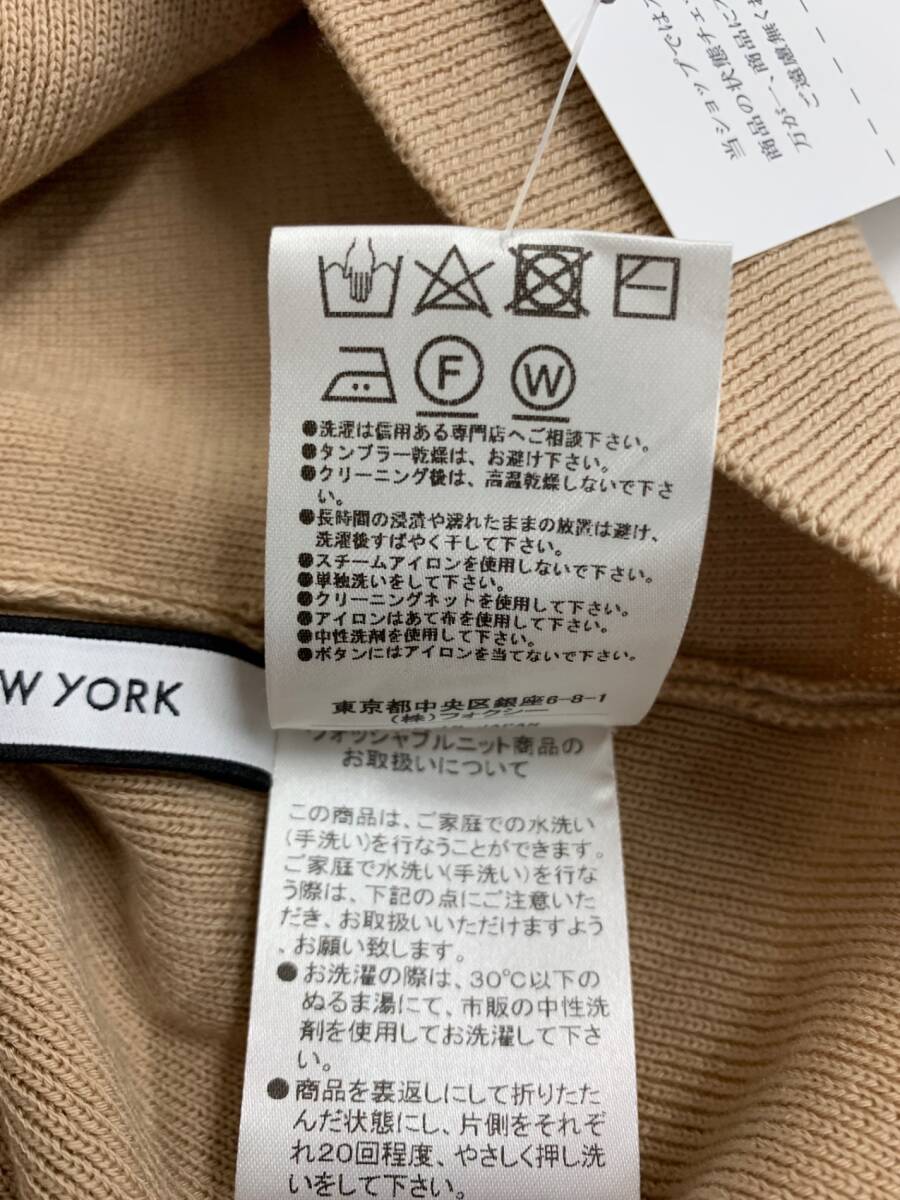 当ショップでは
商品の状態チェ
万が一、商品に
ご遠慮無く
F
W
●洗濯は信用ある専門店へご相談下さい。
●タンブラー乾燥は、お避け下さい。
●クリーニング後は、高温乾燥しないで下さ
い。
●長時間の浸漬や濡れたままの放置は避け、
洗濯後すばやく干して下さい。
●スチームアイロンを使用しないで下さい。
●単独洗いをして下さい。
●クリーニングネットを使用して下さい。
●アイロンはあて布を使用して下さい。
●中性洗剤を使用して下さい。
●ボタンにはアイロンを当てないで下さい。
東京都中央区銀座6-8-1
(株)フォクシー
W YORK
ウォッシャブルニット商品の
お取扱いについて
この商品は、ご家庭での水洗い
(手洗い)を行なうことができます。
ご家庭で水洗い(手洗い)を行な
う際は、下記の点にご注意いた
だき、お取扱いいただけますよう
、お願い致します。
●お洗濯の際は、30℃以下の
ぬるま湯にて、市販の中性洗
剤を使用してお洗濯して下さ
い。
●商品を裏返しにして折りたた
んだ状態にし、片側をそれぞ
れ20回程度、やさしく押し洗
いをして下さい。